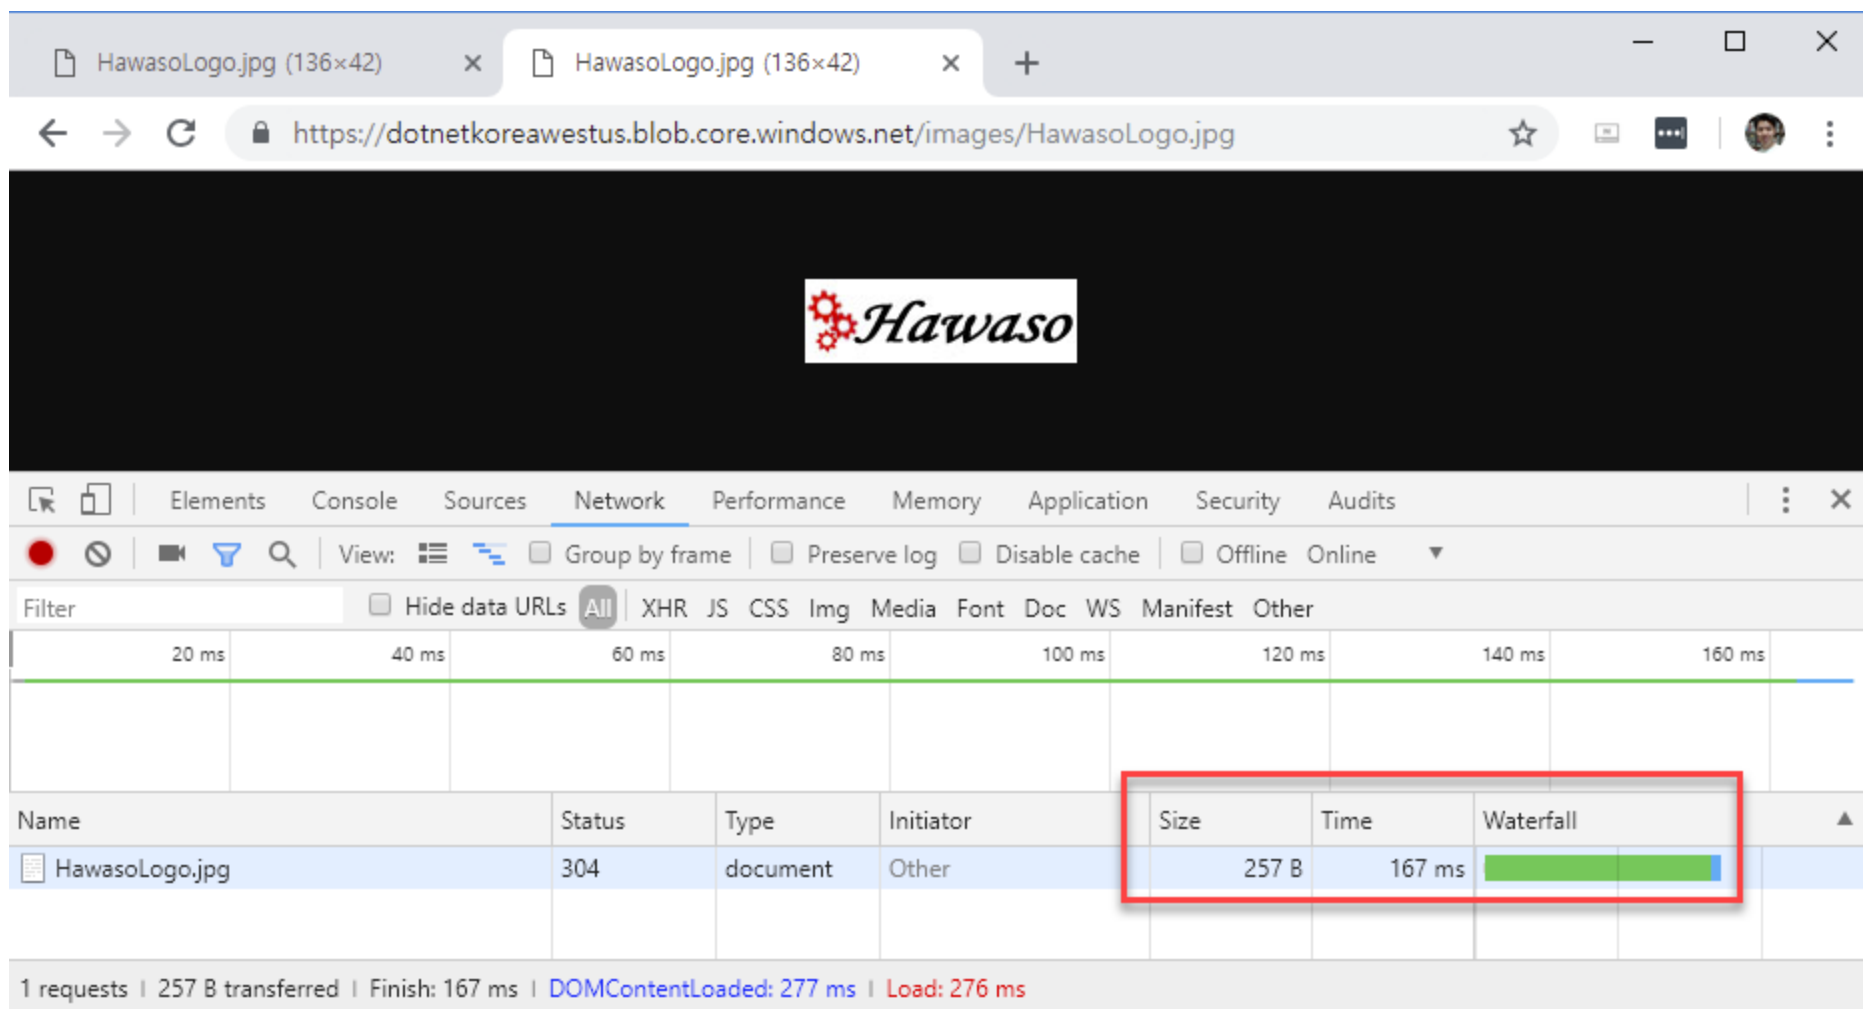 HawasoLogo.jpg (136×42) HawasoLogo.jpg (136×42)
https://dotnetkoreawestus.blob.core.windows.net/images/HawasoLogo.jpg
Hawaso
Elements Console Sources Network Performance Memory Application Security Audits
View: Group by frame Preserve log Disable cache Offline Online
Filter Hide data URLs All XHR JS CSS Img Media Font Doc WS Manifest Other
20 ms 40 ms 60 ms 80 ms 100 ms 120 ms 140 ms 160 ms
Name Status Type Initiator Size Time Waterfall
HawasoLogo.jpg 304 document Other 257 B 167 ms
1 requests | 257 B transferred | Finish: 167 ms | DOMContentLoaded: 277 ms | Load: 276 ms